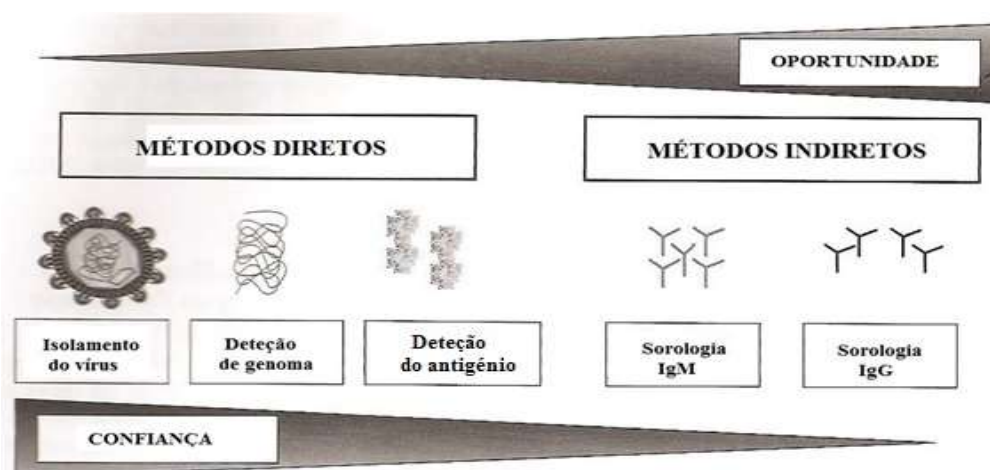 OPORTUNIDADE
MÉTODOS DIRETOS
MÉTODOS INDIRETOS
Isolamento
do vírus
Deteção
de genoma
Deteção
do antigénio
Sorologia
IgM
Sorologia
IgG
CONFIANÇA